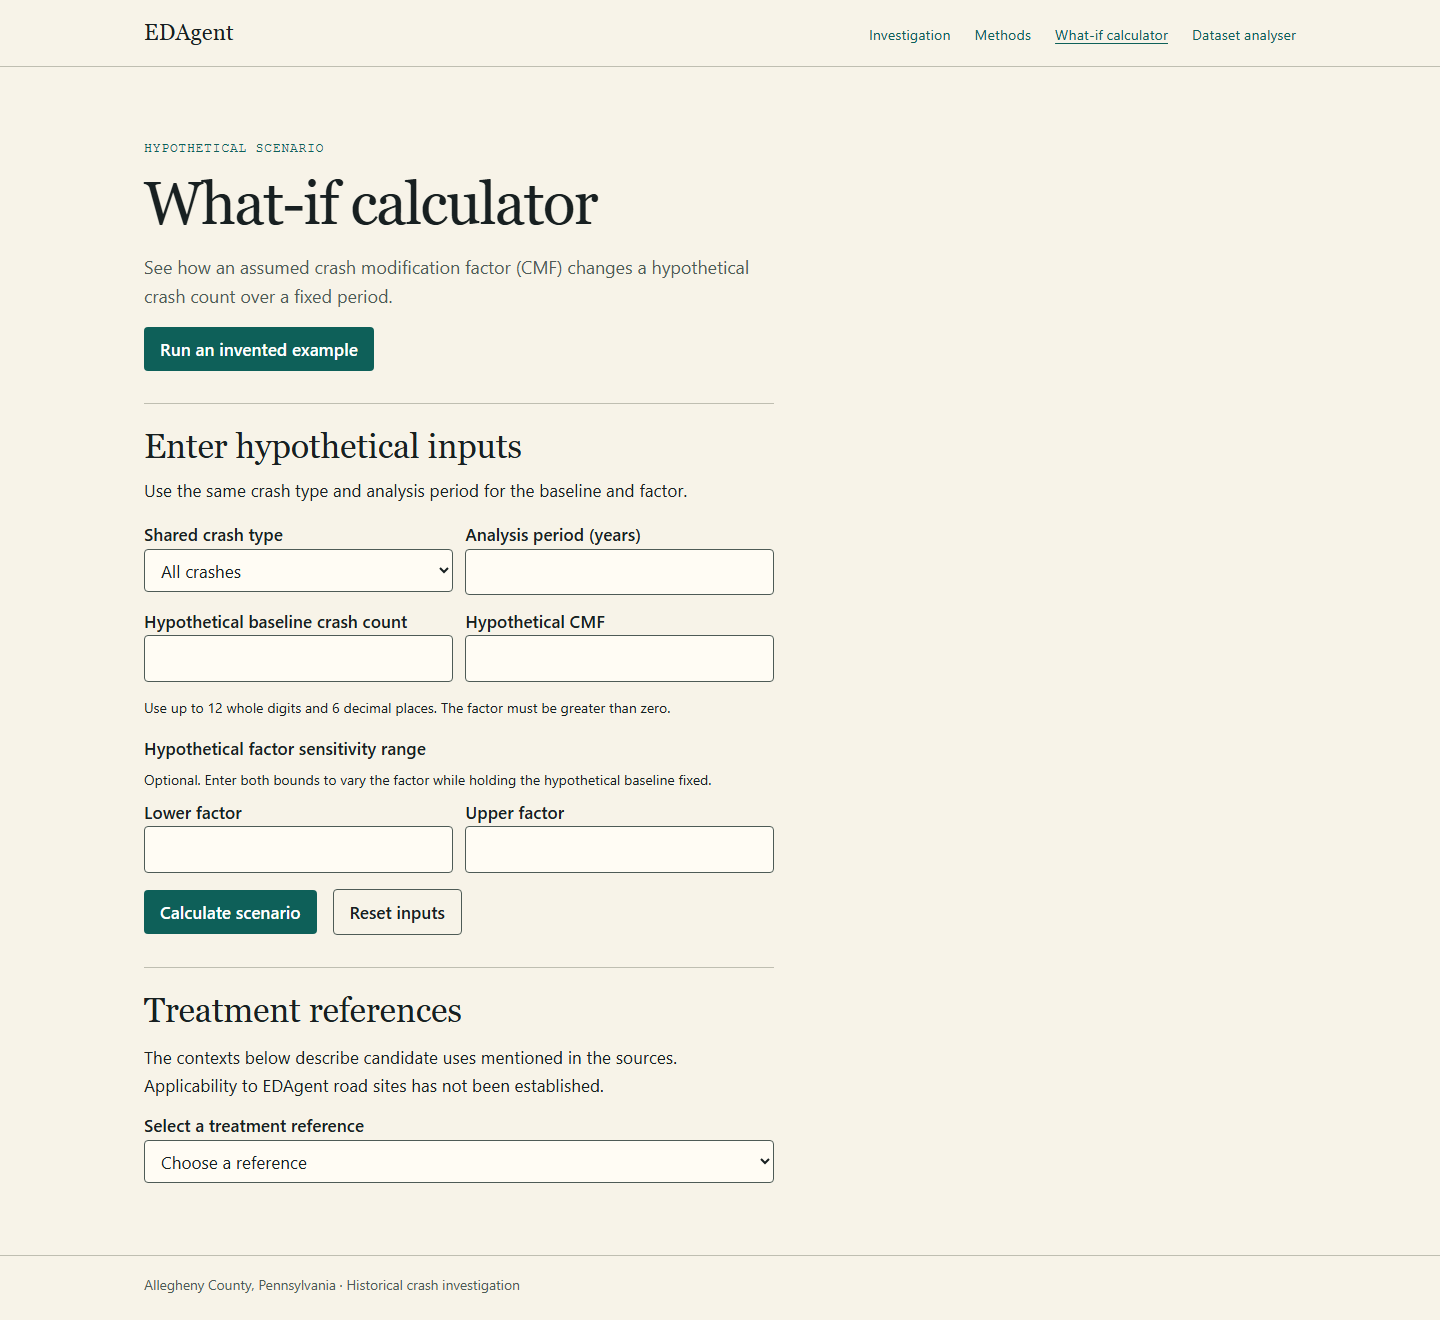 EDAgent
Investigation
Methods
What-if calculator
Dataset analyser
HYPOTHETICAL SCENARIO
What-if calculator
See how an assumed crash modification factor (CMF) changes a hypothetical
crash count over a fixed period.
Run an invented example
Enter hypothetical inputs
Use the same crash type and analysis period for the baseline and factor.
Shared crash type
Analysis period (years)
All crashes
Hypothetical baseline crash count
Hypothetical CMF
Use up to 12 whole digits and 6 decimal places. The factor must be greater than zero.
Hypothetical factor sensitivity range
Optional. Enter both bounds to vary the factor while holding the hypothetical baseline fixed.
Lower factor
Upper factor
Calculate scenario
Reset inputs
Treatment references
The contexts below describe candidate uses mentioned in the sources.
Applicability to EDAgent road sites has not been established.
Select a treatment reference
Choose a reference
Allegheny County, Pennsylvania · Historical crash investigation